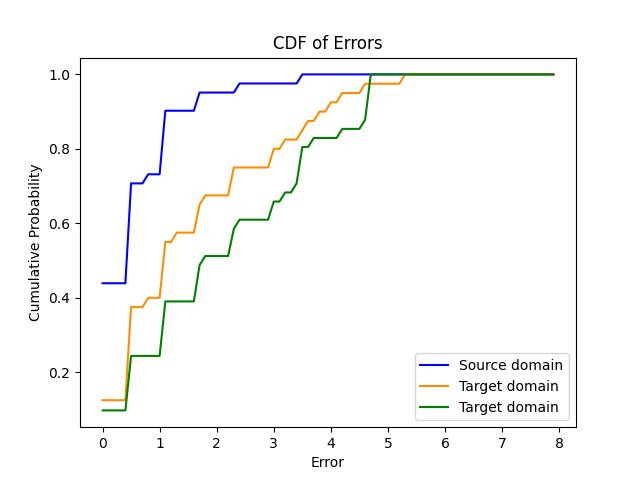 CDF of Errors
Cumulative Probability
1.0
0.8
0.6
0.4
0.2
0 1 2 3 4 5 6 7 8
Error
Source domain
Target domain
Target domain